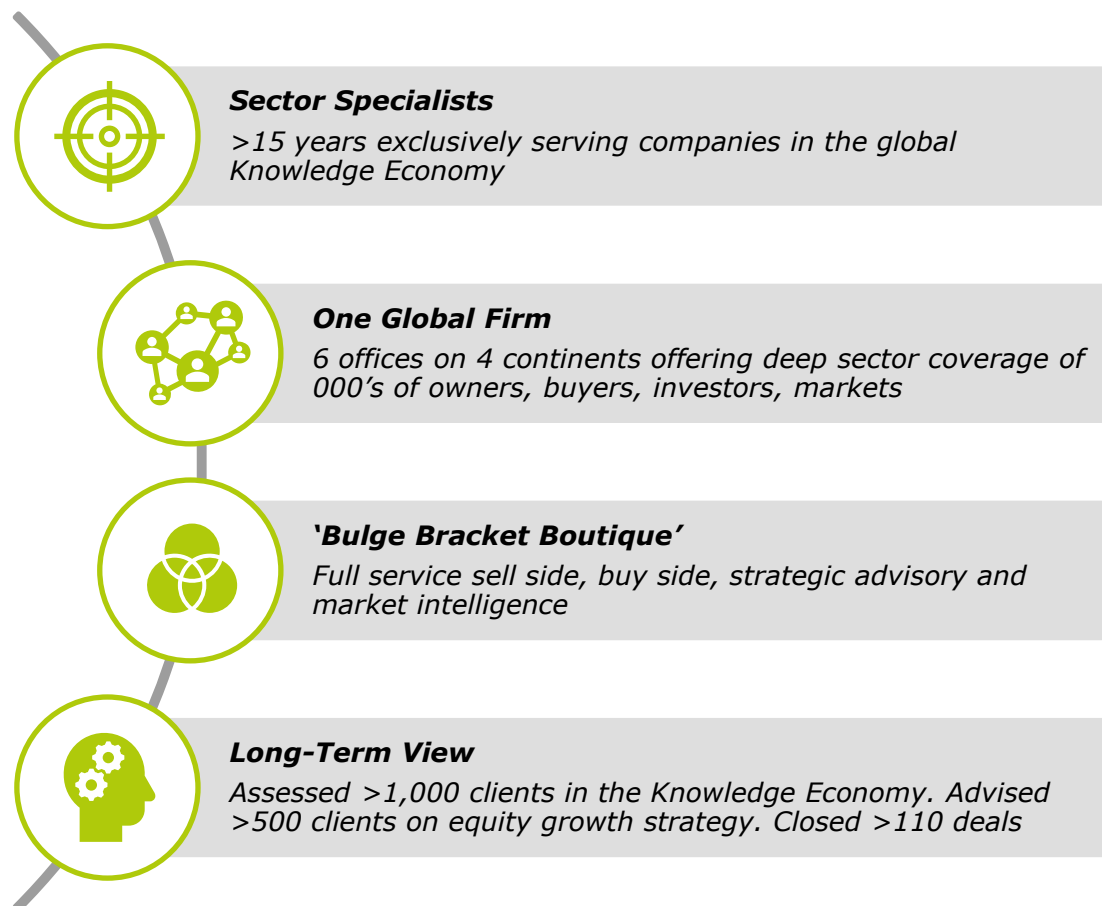 Sector Specialists
>15 years exclusively serving companies in the global
Knowledge Economy
One Global Firm
6 offices on 4 continents offering deep sector coverage of
000’s of owners, buyers, investors, markets
‘Bulge Bracket Boutique’
Full service sell side, buy side, strategic advisory and
market intelligence
Long-Term View
Assessed >1,000 clients in the Knowledge Economy. Advised
>500 clients on equity growth strategy. Closed >110 deals